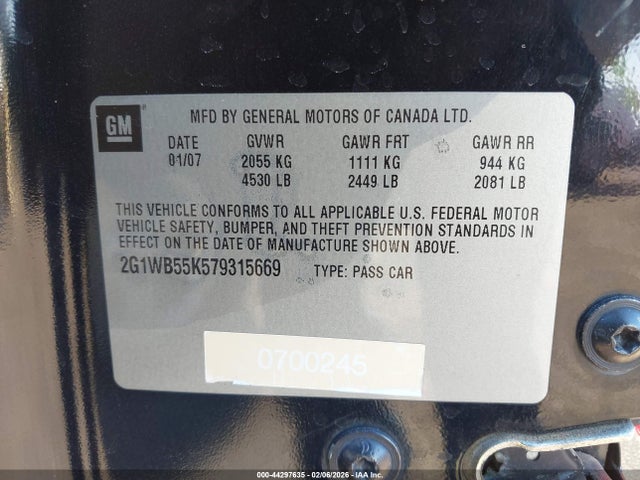 GM
MFD BY GENERAL MOTORS OF CANADA LTD.
DATE GVWR GAWR FRT GAWR RR
01/07 2055 KG 1111 KG 944 KG
4530 LB 2449 LB 2081 LB
THIS VEHICLE CONFORMS TO ALL APPLICABLE U.S. FEDERAL MOTOR
VEHICLE SAFETY, BUMPER, AND THEFT PREVENTION STANDARDS IN
EFFECT ON THE DATE OF MANUFACTURE SHOWN ABOVE.
2G1WB55K579315669 TYPE: PASS CAR
0700245
000-44297635 - 02/06/2026 - Copyright © IAA, LLC